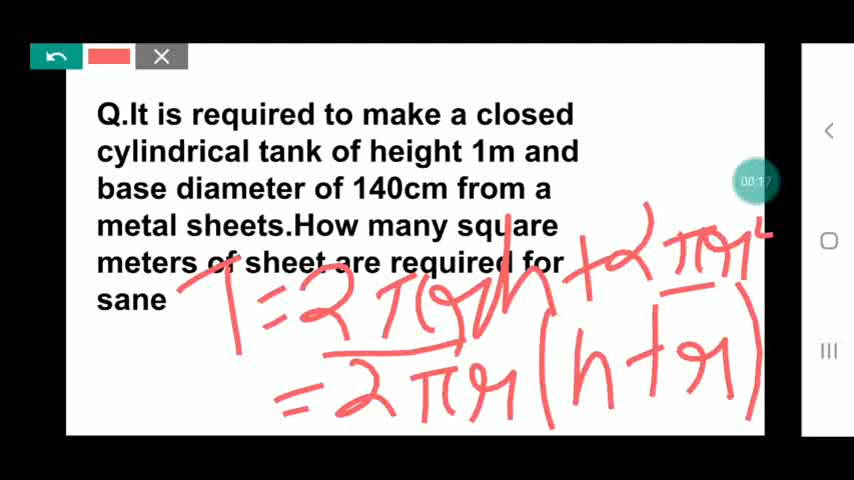 Q.It is required to make a closed
cylindrical tank of height 1m and
base diameter of 140cm from a
metal sheets.How many square
meters of sheet are required for
sane
00:17
T = 2πrh + 2πr²
= 2πr(h + r)